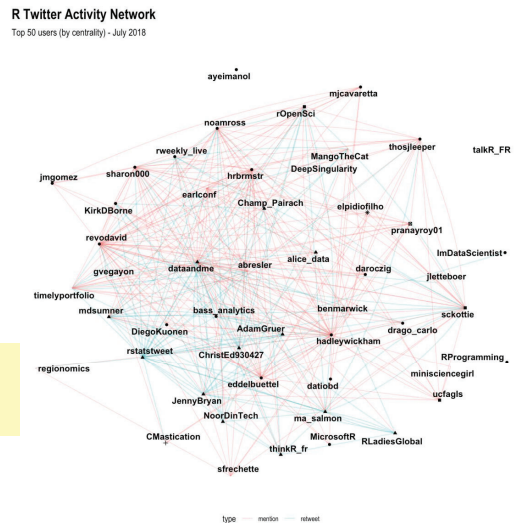 R Twitter Activity Network
Top 50 users (by centrality) - July 2018
ayeimanol
mjcavaretta
rOpenSci
noamross
thosjleeper
rweekly_live
MangoTheCat
talkR_FR
sharon000
hrbrmstr
DeepSingularity
jmgomez
earlconf
Champ_Pairach
elpidiofilho
KirkDBorne
pranayroy01
revodavid
alice_data
ImDataScientist
dataandme
abresler
gvegayon
daroczig
jletteboer
timelyportfolio
mdsumner
bass_analytics
benmarwick
sckottie
DiegoKuonen
AdamGruer
drago_carlo
hadleywickham
rstatstweet
ChristEd930427
RProgramming_
regionomics
minisciencegirl
eddelbuettel
datiobd
ucfagls
JennyBryan
NoorDinTech
ma_salmon
CMastication
MicrosoftR
RLadiesGlobal
thinkR_fr
sfrechette
type mention retweet